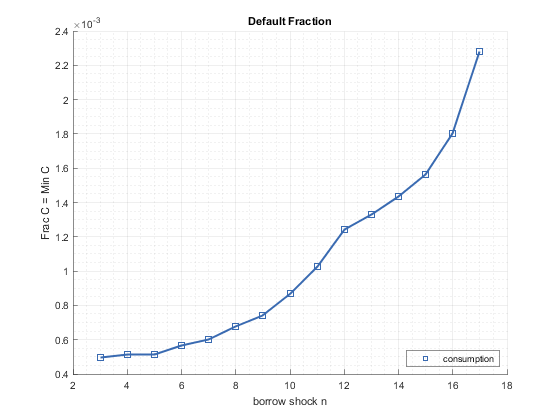 ×10⁻³
Default Fraction
2.4
2.2
2
1.8
1.6
1.4
1.2
1
0.8
0.6
0.4
Frac C = Min C
2 4 6 8 10 12 14 16 18
borrow shock n
consumption